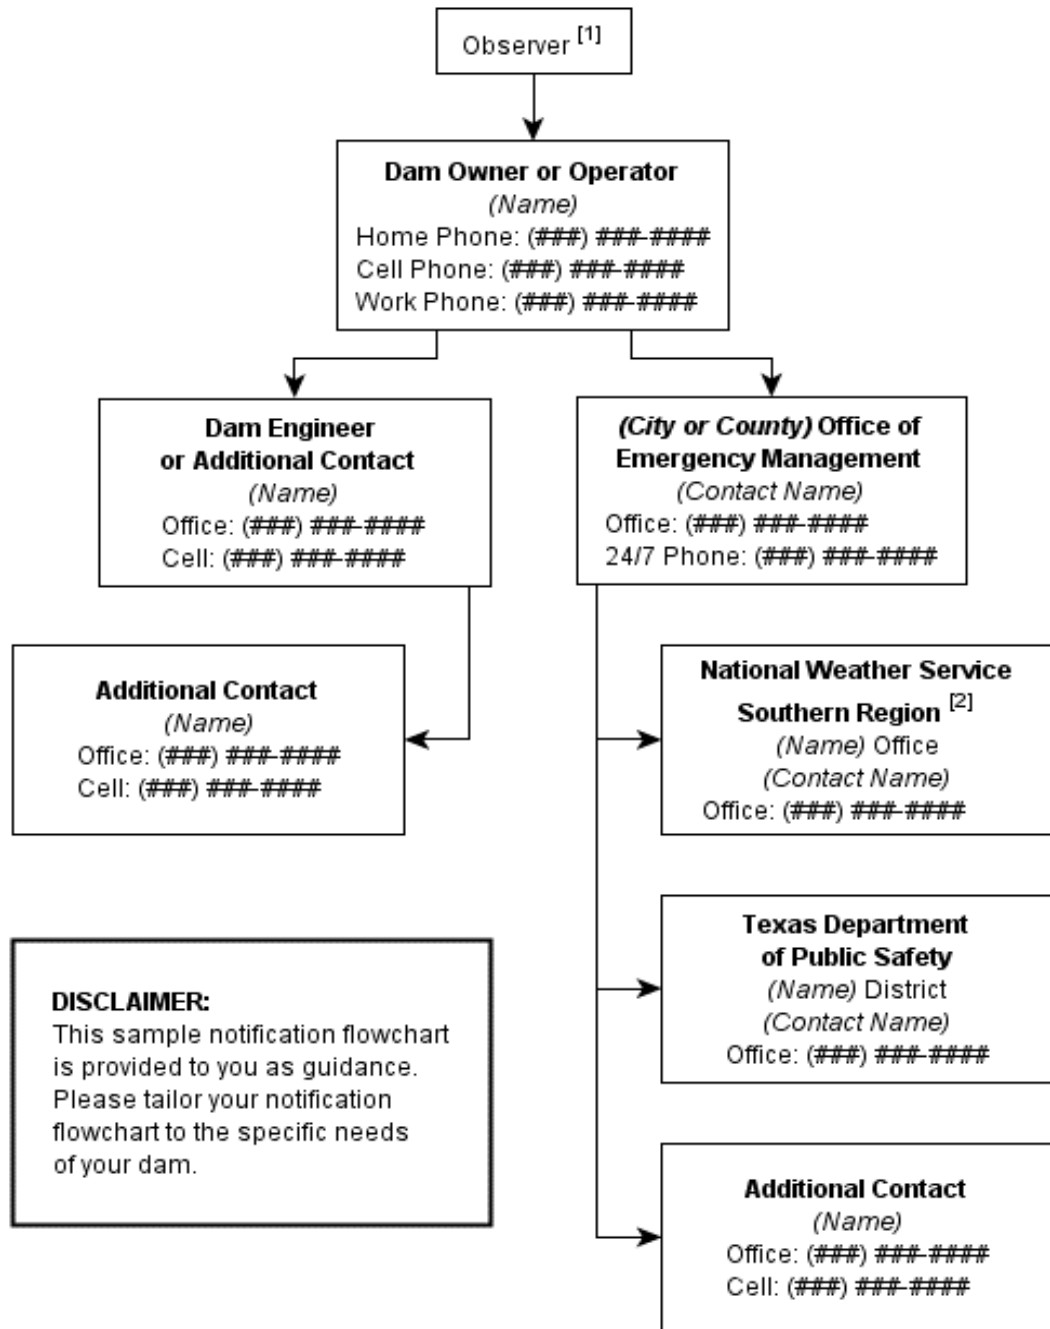 Observer [1]
Dam Owner or Operator
(Name)
Home Phone: (###) ###-####
Cell Phone: (###) ###-####
Work Phone: (###) ###-####
Dam Engineer
or Additional Contact
(Name)
Office: (###) ###-####
Cell: (###) ###-####
(City or County) Office of
Emergency Management
(Contact Name)
Office: (###) ###-####
24/7 Phone: (###) ###-####
Additional Contact
(Name)
Office: (###) ###-####
Cell: (###) ###-####
National Weather Service
Southern Region [2]
(Name) Office
(Contact Name)
Office: (###) ###-####
Texas Department
of Public Safety
(Name) District
(Contact Name)
Office: (###) ###-####
Additional Contact
(Name)
Office: (###) ###-####
Cell: (###) ###-####
DISCLAIMER:
This sample notification flowchart
is provided to you as guidance.
Please tailor your notification
flowchart to the specific needs
of your dam.